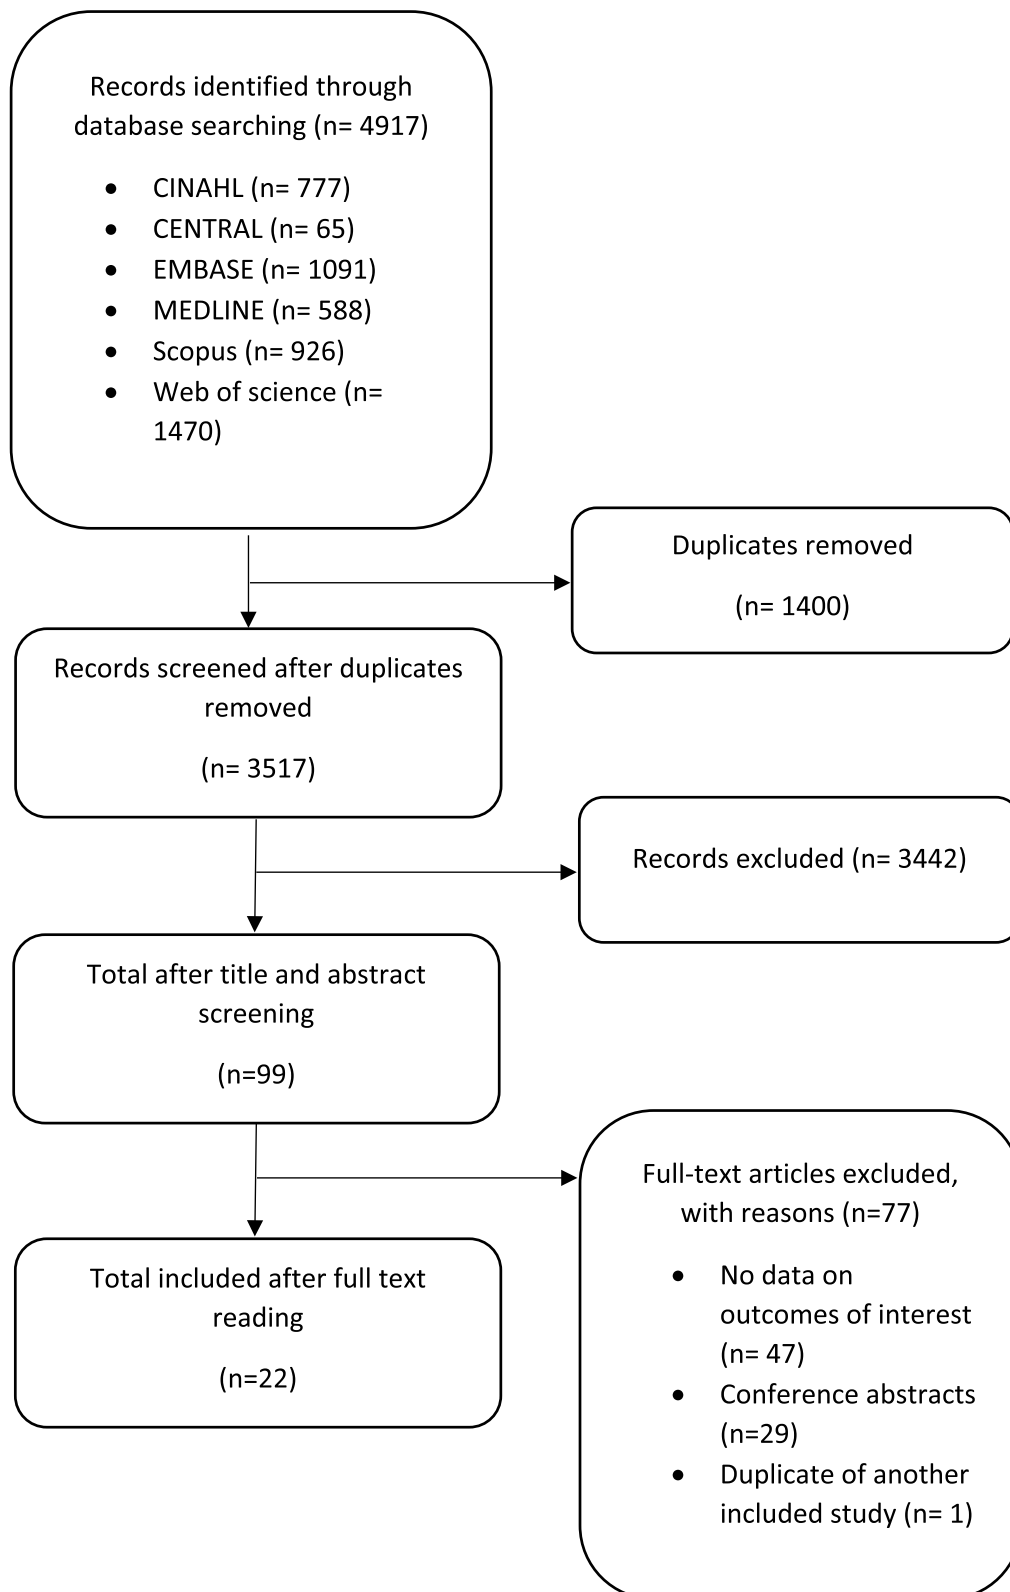 Records identified through
database searching (n= 4917)
• CINAHL (n= 777)
• CENTRAL (n= 65)
• EMBASE (n= 1091)
• MEDLINE (n= 588)
• Scopus (n= 926)
• Web of science (n=
1470)
Duplicates removed
(n= 1400)
Records screened after duplicates
removed
(n= 3517)
Records excluded (n= 3442)
Total after title and abstract
screening
(n=99)
Full-text articles excluded,
with reasons (n=77)
• No data on
outcomes of interest
(n= 47)
• Conference abstracts
(n=29)
• Duplicate of another
included study (n= 1)
Total included after full text
reading
(n=22)